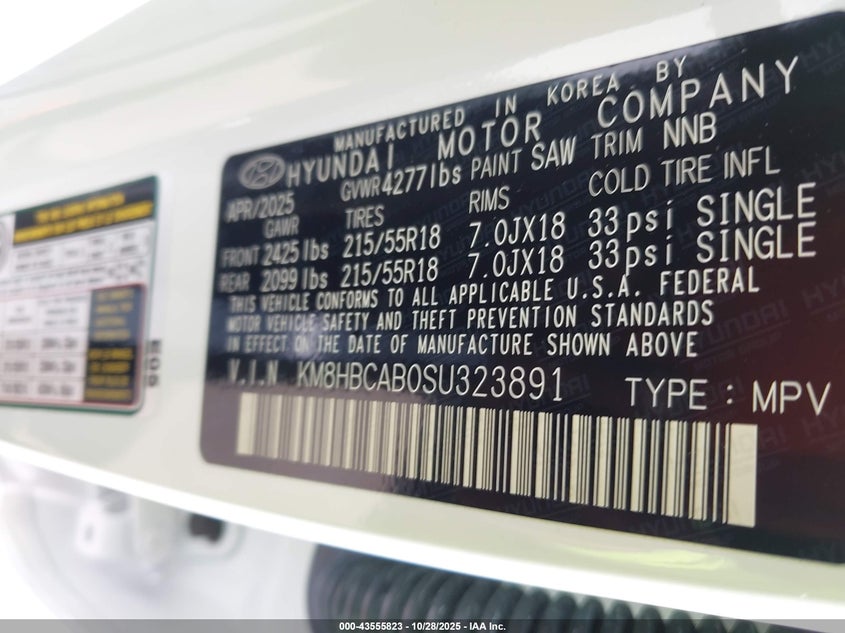 MANUFACTURED IN KOREA BY
HYUNDAI MOTOR COMPANY
APR/2025 GVWR 4277 lbs PAINT SAW TRIM NNB
GAWR TIRES RIMS COLD TIRE INFL
FRONT 2425 lbs 215/55R18 7.0JX18 33psi SINGLE
REAR 2099 lbs 215/55R18 7.0JX18 33psi SINGLE
THIS VEHICLE CONFORMS TO ALL APPLICABLE U.S.A. FEDERAL
MOTOR VEHICLE SAFETY AND THEFT PREVENTION STANDARDS
IN EFFECT ON THE DATE OF MANUFACTURE SHOWN ABOVE
V.I.N KM8HBCAB0SU323891 TYPE : MPV
000-43555823 - 10/28/2025 - IAA Inc.